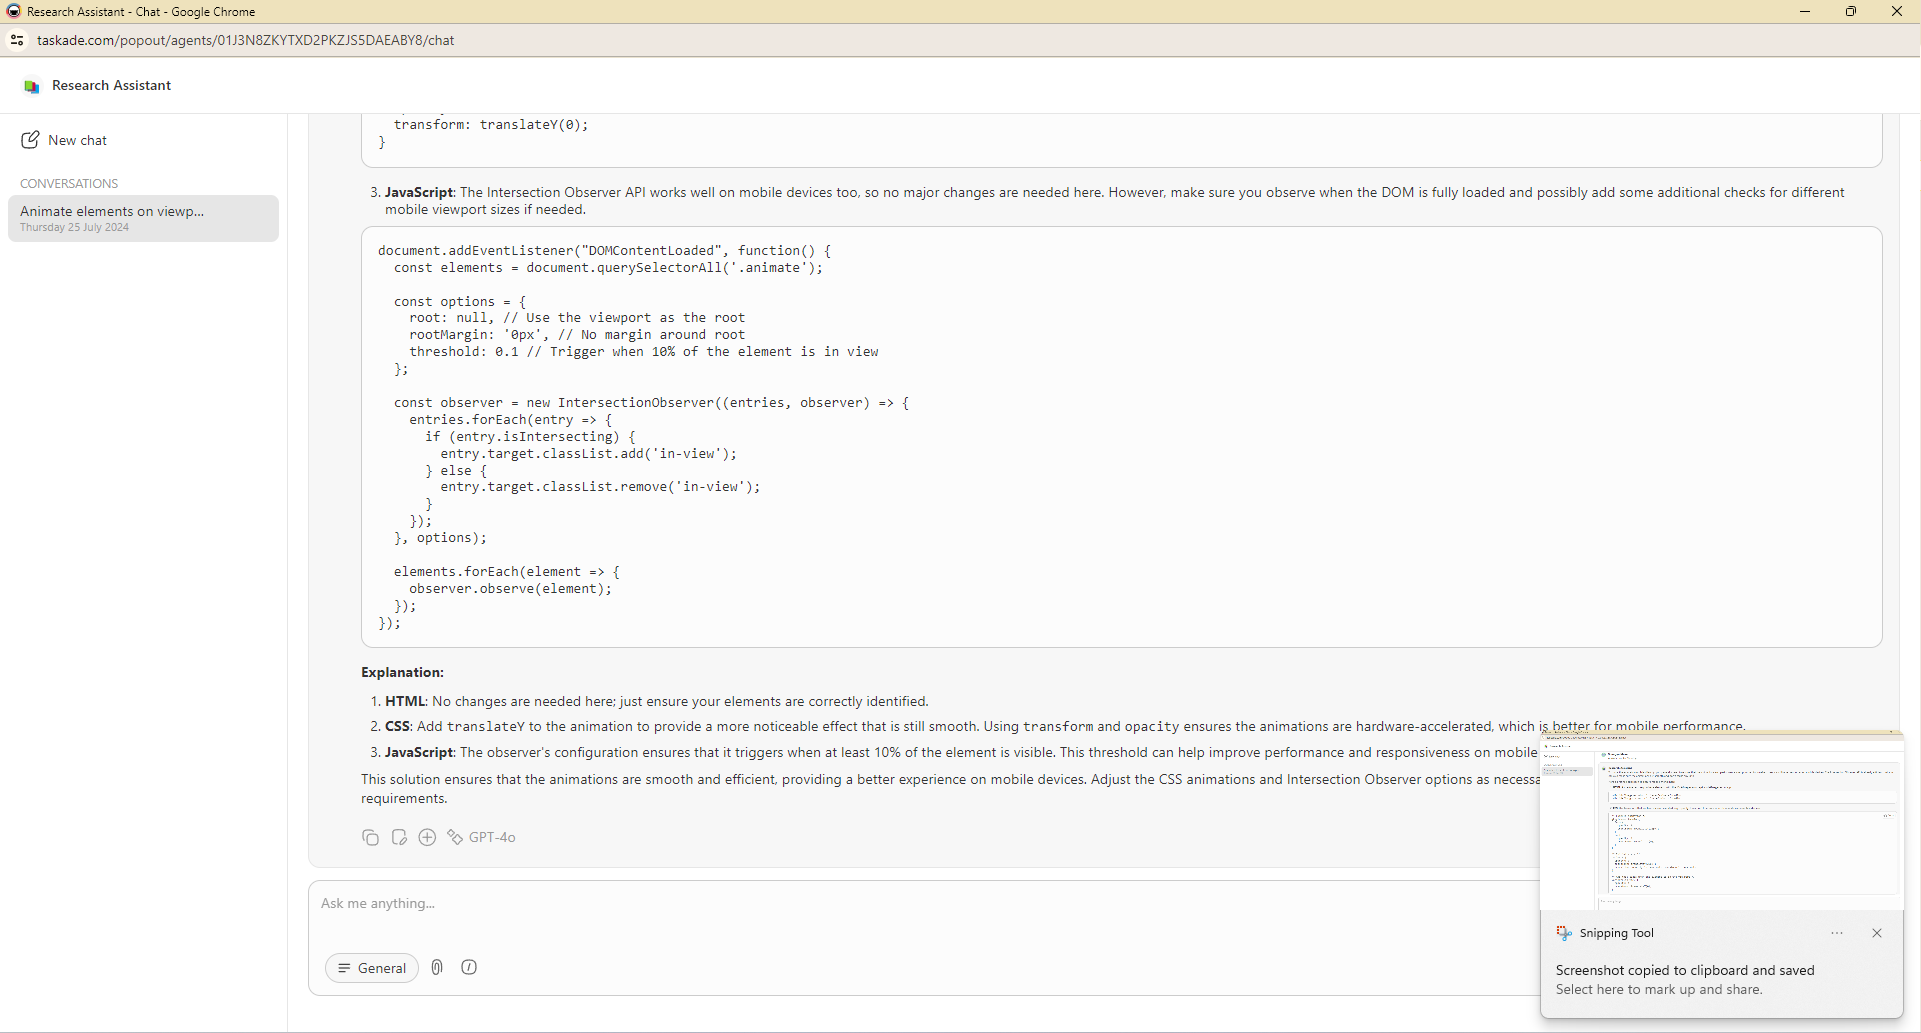 Research Assistant - Chat - Google Chrome
taskade.com/popout/agents/01J3N8ZKYTXD2PKZJS5DAEABY8/chat
Research Assistant
New chat
CONVERSATIONS
Animate elements on viewp...
Thursday 25 July 2024
transform: translateY(0);
}
3. JavaScript: The Intersection Observer API works well on mobile devices too, so no major changes are needed here. However, make sure you observe when the DOM is fully loaded and possibly add some additional checks for different
mobile viewport sizes if needed.
document.addEventListener("DOMContentLoaded", function() {
const elements = document.querySelectorAll('.animate');
const options = {
root: null, // Use the viewport as the root
rootMargin: '0px', // No margin around root
threshold: 0.1 // Trigger when 10% of the element is in view
};
const observer = new IntersectionObserver((entries, observer) => {
entries.forEach(entry => {
if (entry.isIntersecting) {
entry.target.classList.add('in-view');
} else {
entry.target.classList.remove('in-view');
}
});
}, options);
elements.forEach(element => {
observer.observe(element);
});
});
Explanation:
1. HTML: No changes are needed here; just ensure your elements are correctly identified.
2. CSS: Add translateY to the animation to provide a more noticeable effect that is still smooth. Using transform and opacity ensures the animations are hardware-accelerated, which is better for mobile performance.
3. JavaScript: The observer's configuration ensures that it triggers when at least 10% of the element is visible. This threshold can help improve performance and responsiveness on mobile
This solution ensures that the animations are smooth and efficient, providing a better experience on mobile devices. Adjust the CSS animations and Intersection Observer options as necessa
requirements.
GPT-4o
Ask me anything...
General
Snipping Tool
Screenshot copied to clipboard and saved
Select here to mark up and share.